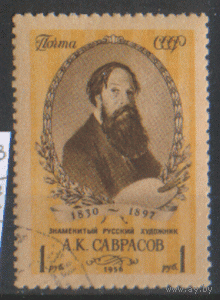 Почта СССР
1830 - 1897
ЗНАМЕНИТЫЙ РУССКИЙ ХУДОЖНИК
А.К. САВРАСОВ
1 РУБ. 1956 1 РУБ.